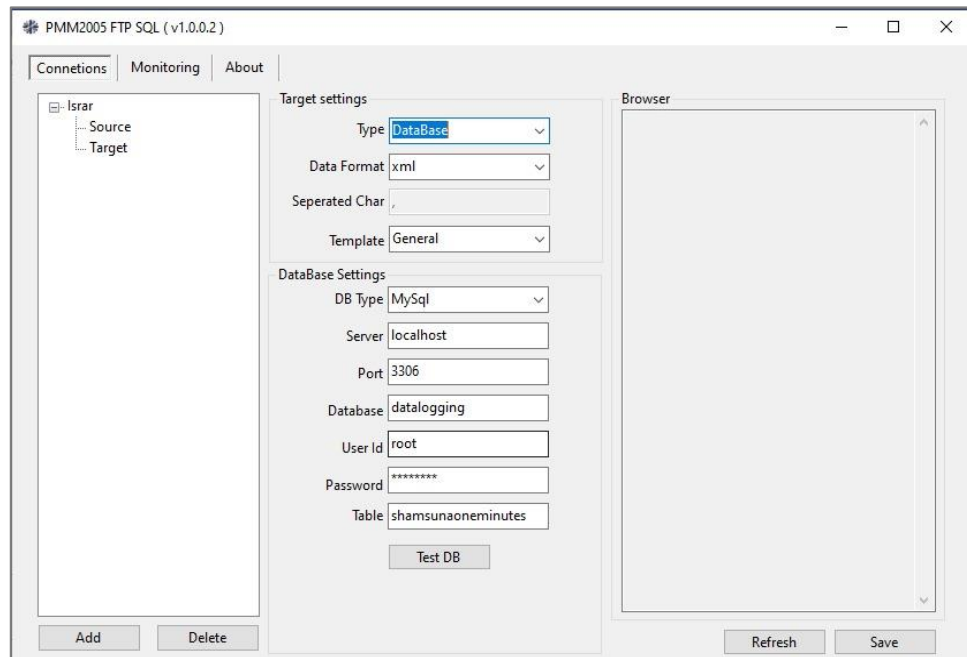 PMM2005 FTP SQL ( v1.0.0.2 )
Connetions Monitoring About
Israr
Source
Target
Target settings
Type DataBase
Data Format xml
Seperated Char ,
Template General
DataBase Settings
DB Type MySql
Server localhost
Port 3306
Database datalogging
User Id root
Password ********
Table shamsunaoneminutes
Test DB
Browser
Add Delete
Refresh Save